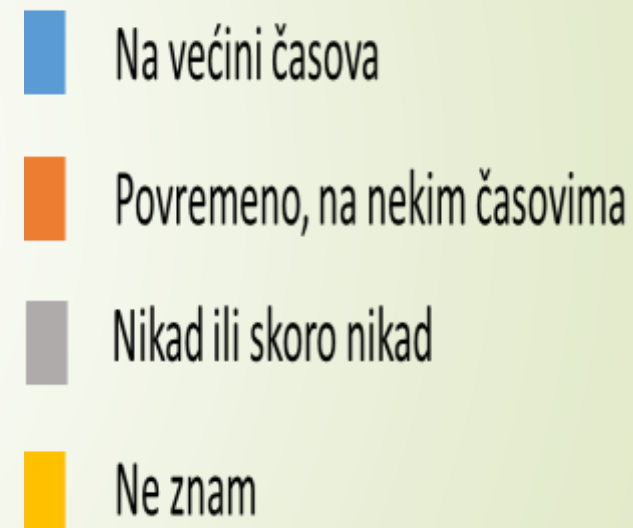 Na većini časova
Povremeno, na nekim časovima
Nikad ili skoro nikad
Ne znam